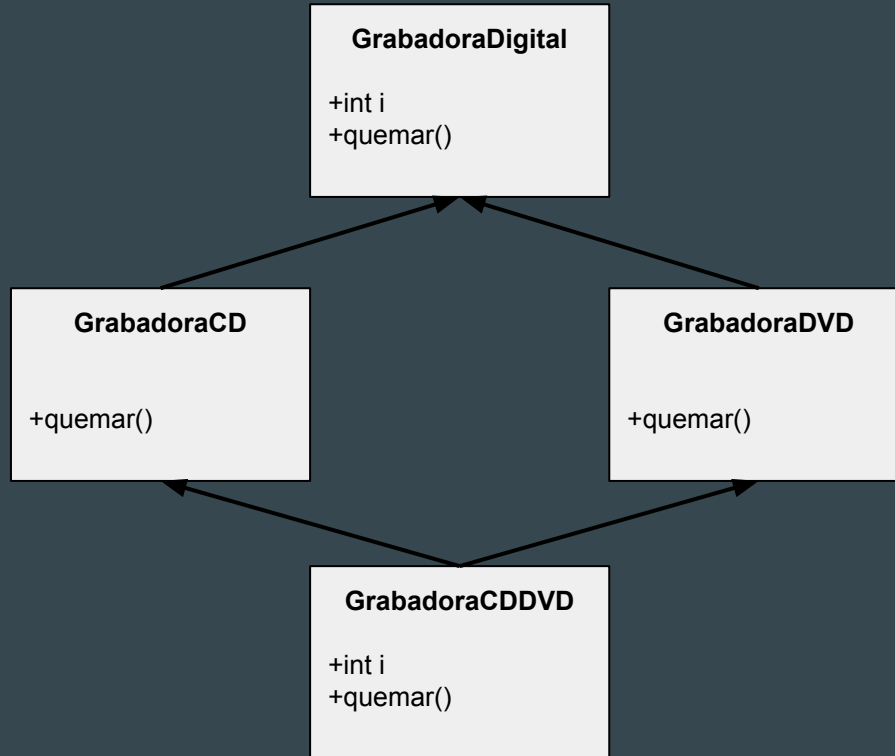 GrabadoraDigital
+int i
+quemar()
GrabadoraCD
+quemar()
GrabadoraDVD
+quemar()
GrabadoraCDDVD
+int i
+quemar()